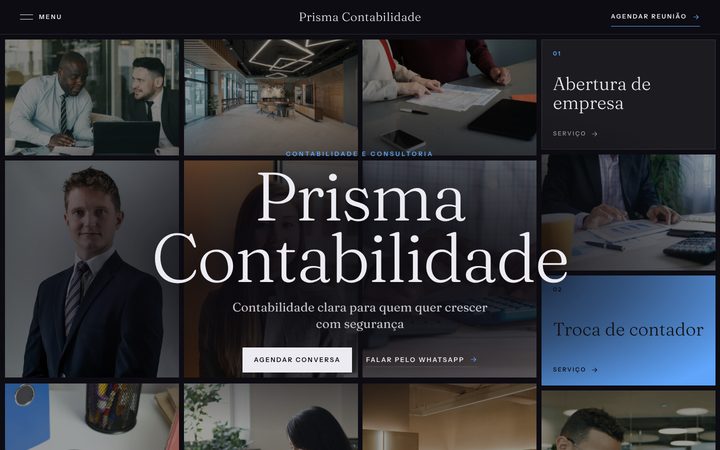 MENU
Prisma Contabilidade
AGENDAR REUNIÃO
01
Abertura de
empresa
SERVIÇO
CONTABILIDADE E CONSULTORIA
Prisma
Contabilidade
Contabilidade clara para quem quer crescer
com segurança
AGENDAR CONVERSA
FALAR PELO WHATSAPP
02
Troca de contador
SERVIÇO